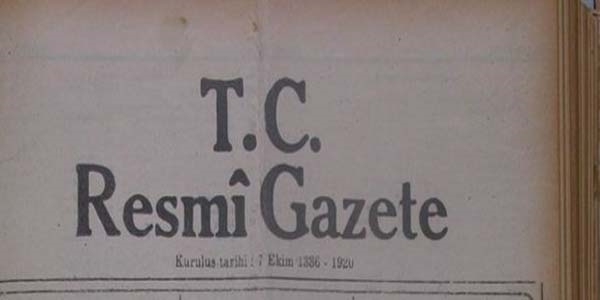 T.C.
Resmî Gazete
Kuruluş tarihi : 7 Ekim 1336 - 1920